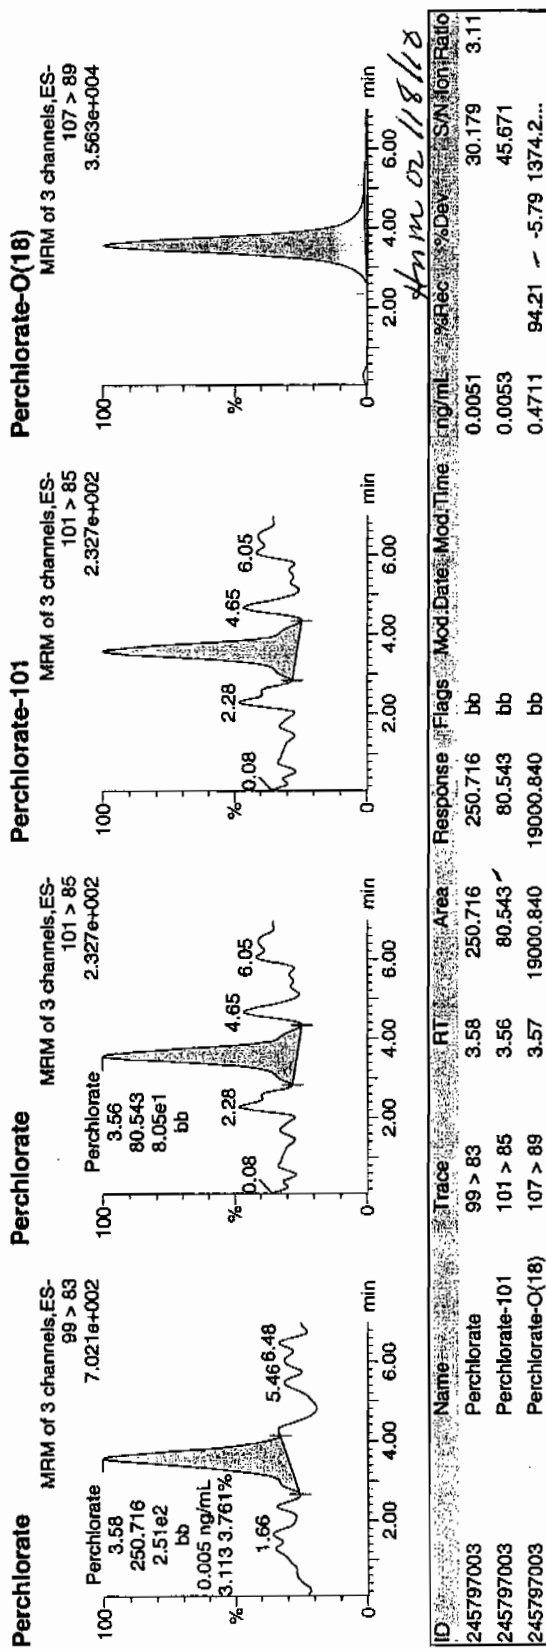 Perchlorate
MRM of 3 channels,ES-
99 > 83
7.021e+002
100
Perchlorate
3.58
250.716
2.51e2
bb
0.005 ng/mL
3.113 3.761%
%
1.66
5.46 6.48
0
2.00 4.00 6.00 min
Perchlorate
MRM of 3 channels,ES-
101 > 85
2.327e+002
100
Perchlorate
3.56
80.543
8.05e1
bb
%
0.08 2.28 4.65 6.05
0
2.00 4.00 6.00 min
Perchlorate-101
MRM of 3 channels,ES-
101 > 85
2.327e+002
100
%
0.08 2.28 4.65 6.05
0
2.00 4.00 6.00 min
Perchlorate-O(18)
MRM of 3 channels,ES-
107 > 89
3.563e+004
100
%
0
2.00 4.00 6.00 min
02/18/10
ID Name Trace RT Area Response Flags Mod.Date Mod.Time ng/mL %Rec %Dev S/N Ion Ratio
245797003 Perchlorate 99 > 83 3.58 250.716 250.716 bb 0.0051 30.179 3.11
245797003 Perchlorate-101 101 > 85 3.56 80.543 80.543 bb 0.0053 45.671
245797003 Perchlorate-O(18) 107 > 89 3.57 19000.840 19000.840 bb 0.4711 94.21 -5.79 1374.2...